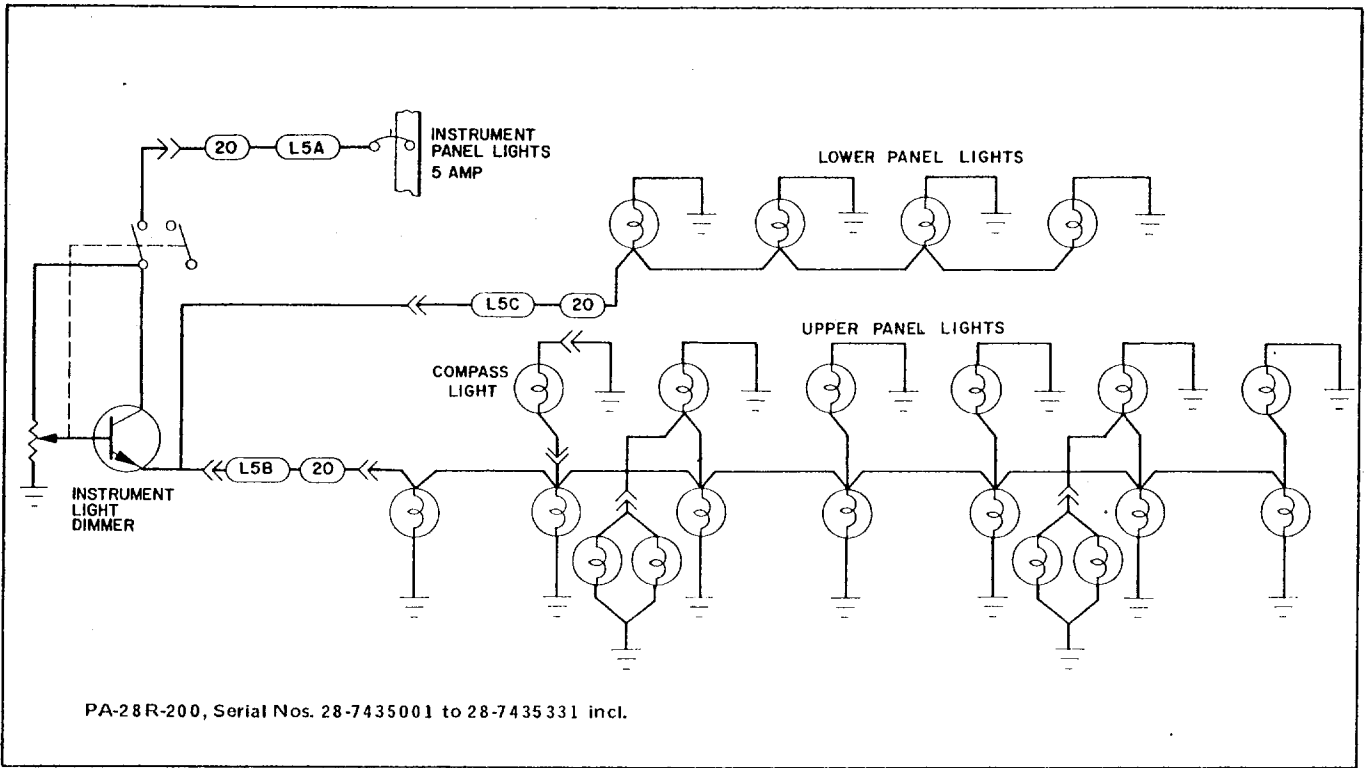 INSTRUMENT
PANEL LIGHTS
5 AMP
20
L5A
LOWER PANEL LIGHTS
L5C
20
UPPER PANEL LIGHTS
COMPASS
LIGHT
L5B
20
INSTRUMENT
LIGHT
DIMMER
PA-28R-200, Serial Nos. 28-7435001 to 28-7435331 incl.